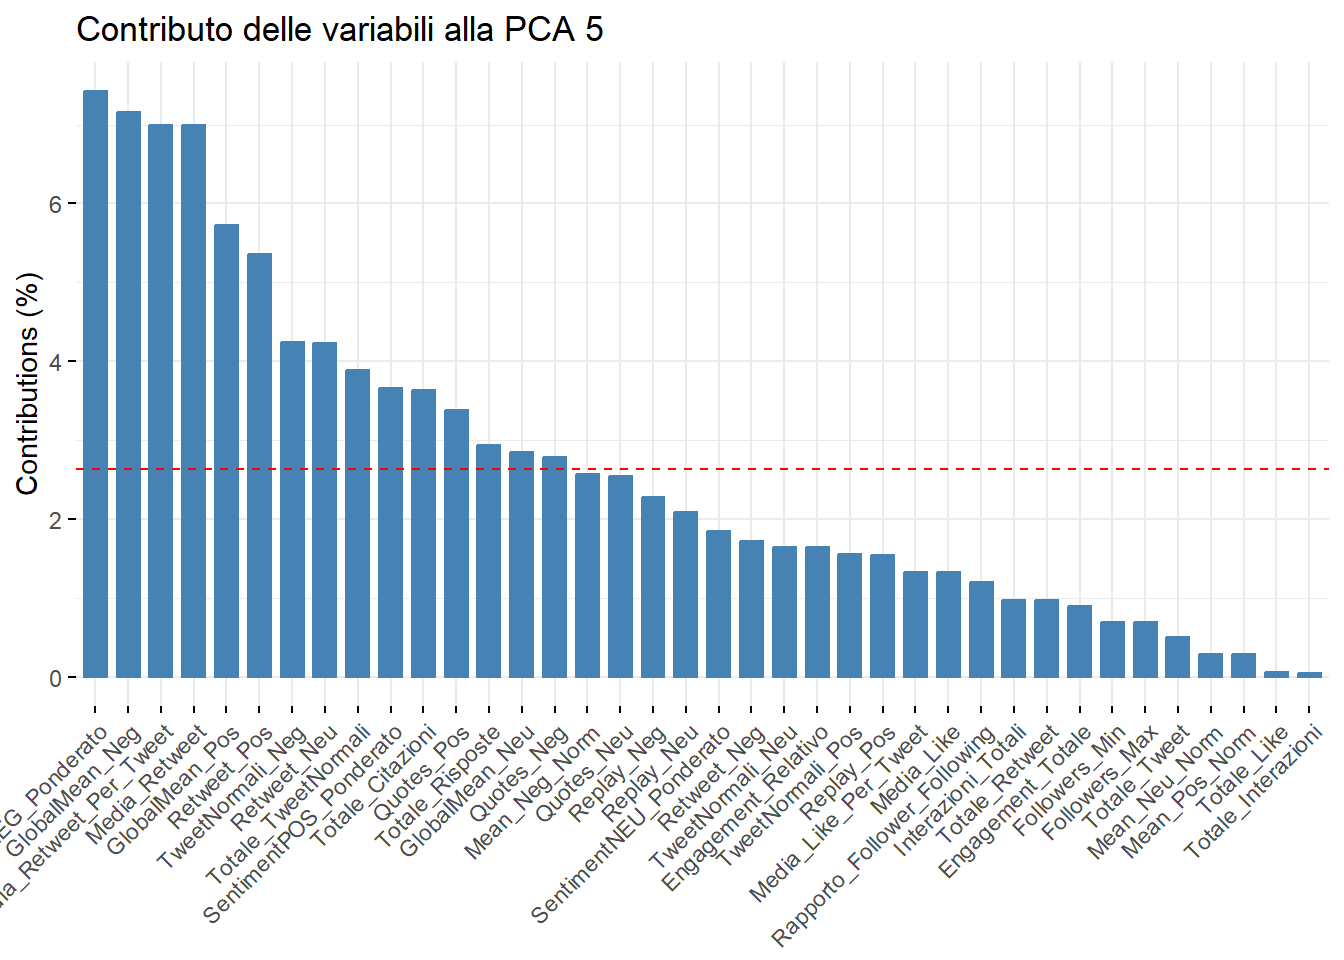 Contributo delle variabili alla PCA 5
Contributions (%)
6
4
2
0
GlobalMean_Neg
Media_Retweet
GlobalMean_Pos
Retweet_Pos
TweetNormali_Neg
Retweet_Neu
Totale_TweetNormali
SentimentPOS_Ponderato
Totale_Citazioni
Quotes_Pos
Totale_Risposte
GlobalMean_Neu
Quotes_Neg
Mean_Neg_Norm
Quotes_Neu
Replay_Neg
Replay_Neu
SentimentNEU_Ponderato
Retweet_Neg
TweetNormali_Neu
Engagement_Relativo
TweetNormali_Pos
Replay_Pos
Media_Like_Per_Tweet
Media_Like
Rapporto_Follower_Following
Interazioni_Totali
Totale_Retweet
Engagement_Totale
Followers_Min
Followers_Max
Totale_Tweet
Mean_Neu_Norm
Mean_Pos_Norm
Totale_Like
Totale_Interazioni